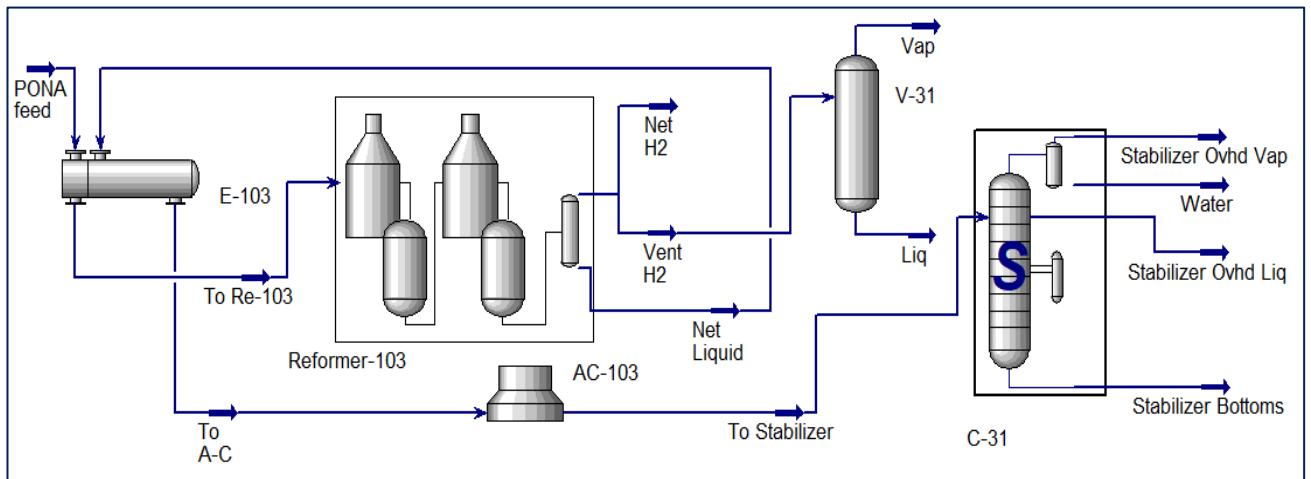 PONA
feed
E-103
To Re-103
Reformer-103
Net
H2
Vent
H2
Net
Liquid
Vap
V-31
Liq
To
A-C
AC-103
To Stabilizer
S
Stabilizer Ovhd Vap
Water
Stabilizer Ovhd Liq
Stabilizer Bottoms
C-31